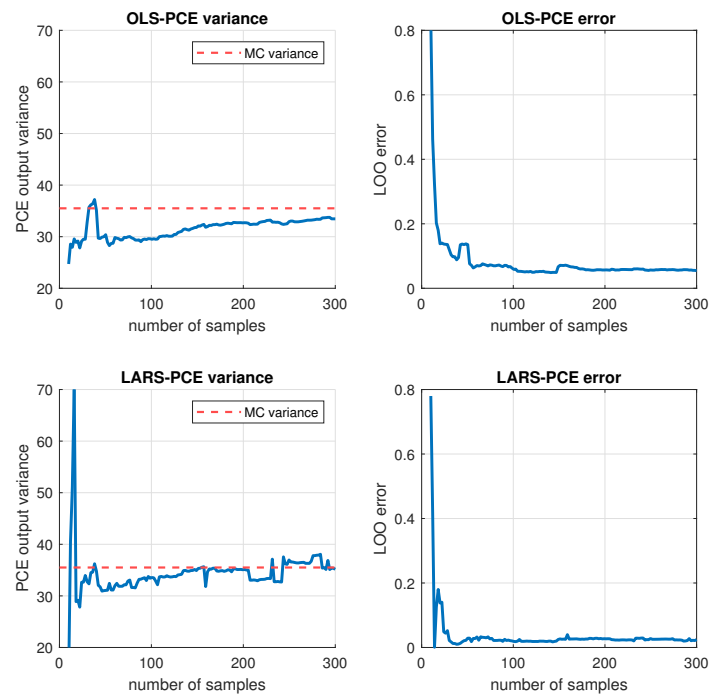 OLS-PCE variance
70
60
50
40
30
20
PCE output variance
MC variance
0
100
200
300
number of samples
OLS-PCE error
0.8
0.6
0.4
0.2
0
LOO error
0
100
200
300
number of samples
LARS-PCE variance
70
60
50
40
30
20
PCE output variance
MC variance
0
100
200
300
number of samples
LARS-PCE error
0.8
0.6
0.4
0.2
0
LOO error
0
100
200
300
number of samples